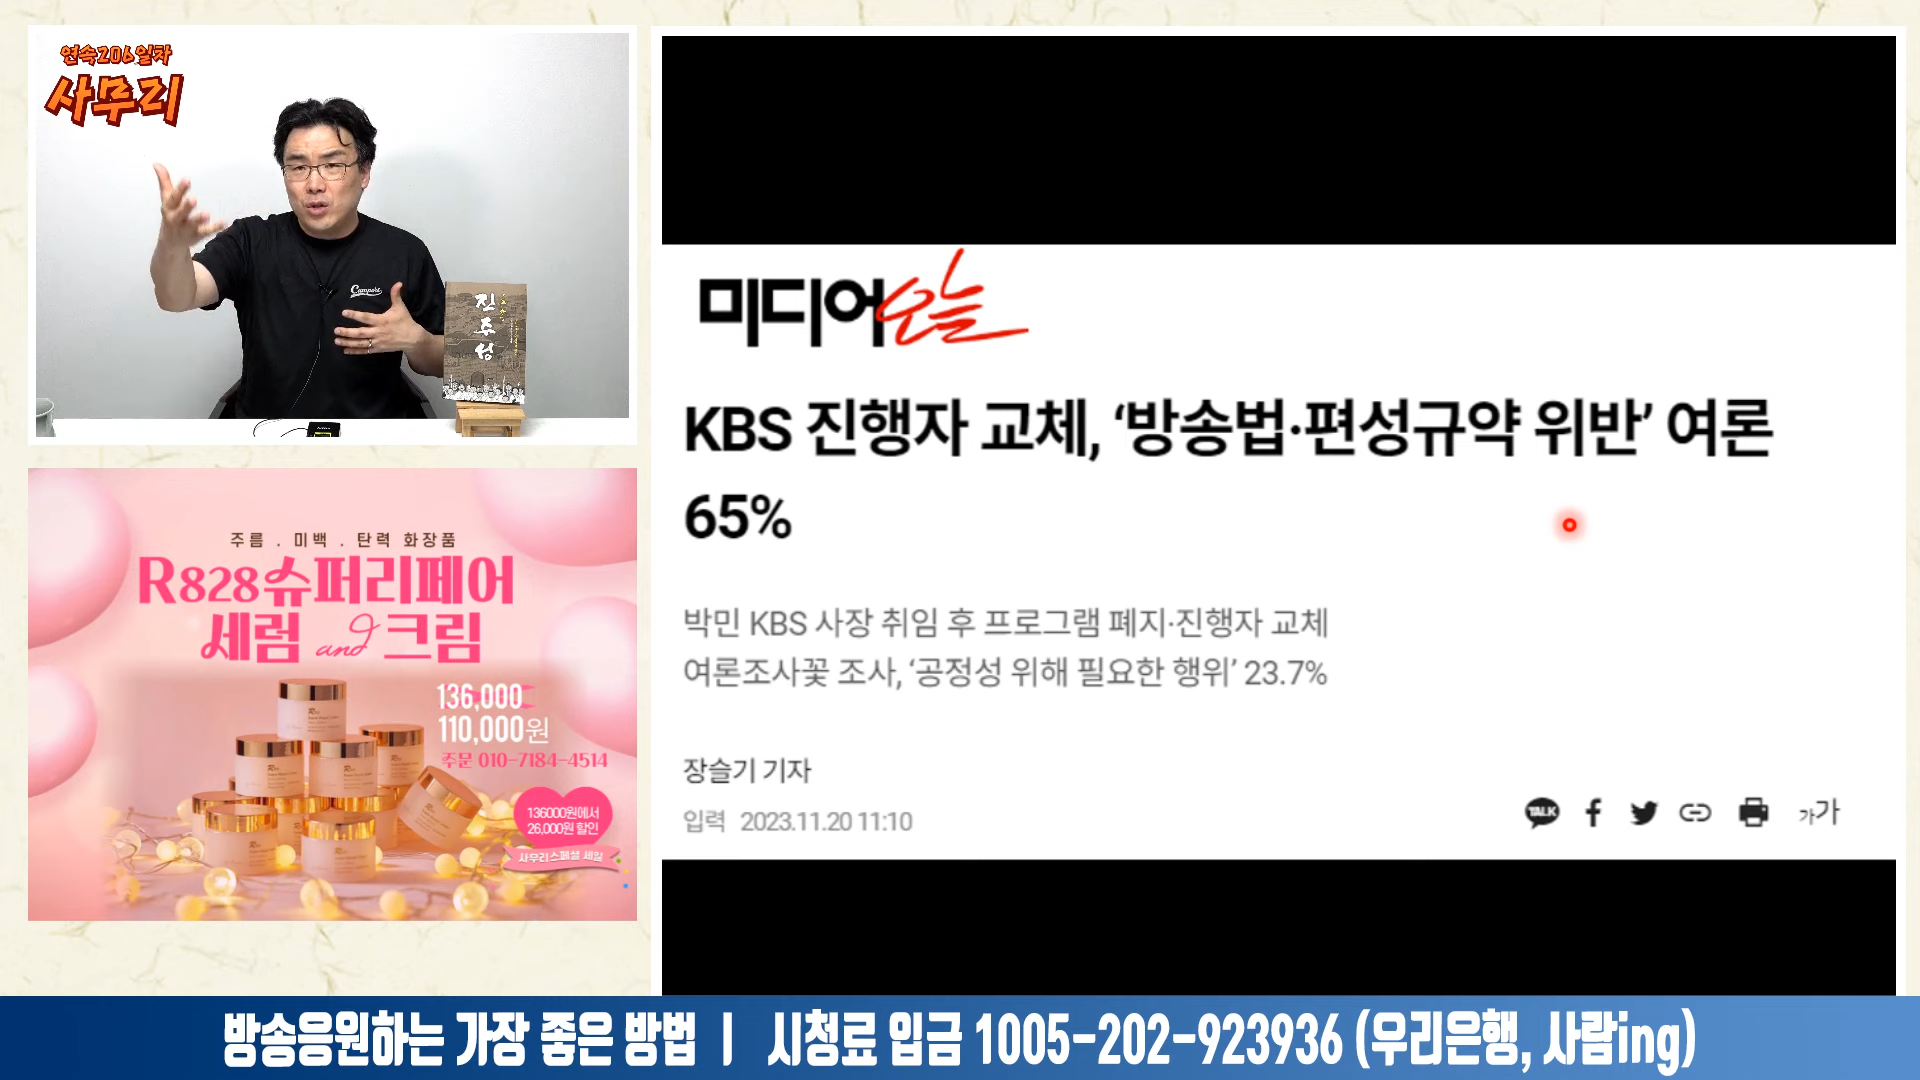 연속206일차
사무리
Campers
진주성
주름 . 미백 . 탄력 화장품
R828슈퍼리페어
세럼 and 크림
136,000
110,000원
주문 010-7184-4514
136000원에서
26,000원 할인
사무리스페셜 세일
미디어오늘
KBS 진행자 교체, ‘방송법·편성규약 위반’ 여론
65%
박민 KBS 사장 취임 후 프로그램 폐지·진행자 교체
여론조사꽃 조사, ‘공정성 위해 필요한 행위’ 23.7%
장슬기 기자
입력 2023.11.20 11:10
TALK
가가
방송응원하는 가장 좋은 방법 ㅣ 시청료 입금 1005-202-923936 (우리은행, 사람ing)